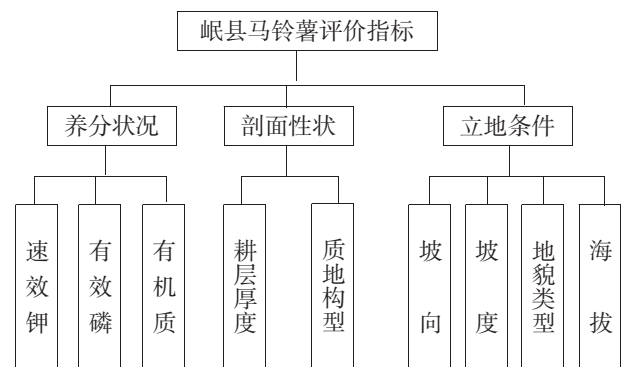 岷县马铃薯评价指标
养分状况
剖面性状
立地条件
速效钾
有效磷
有机质
耕层厚度
质地构型
坡向
坡度
地貌类型
海拔